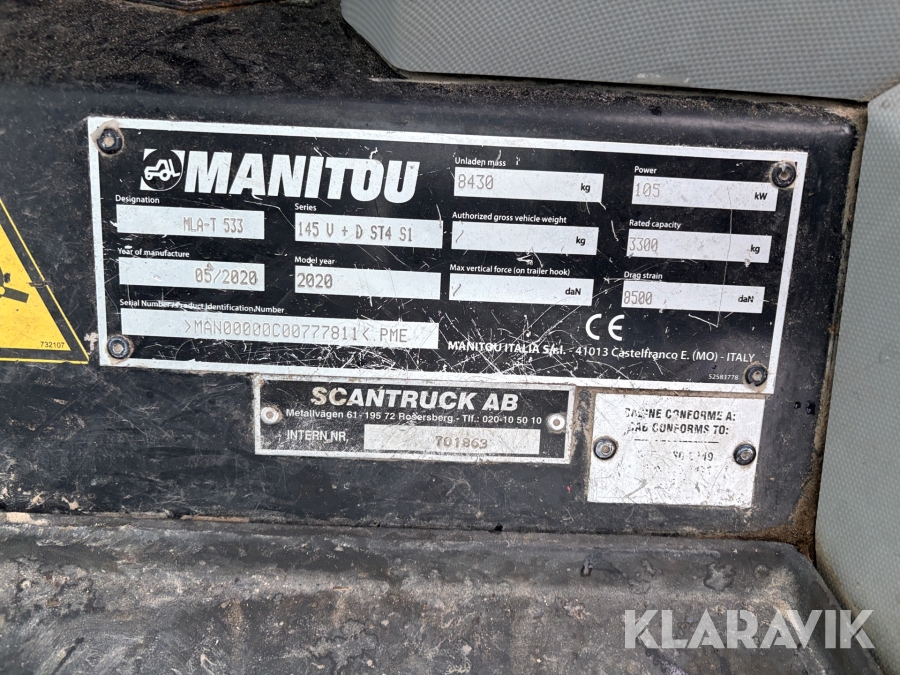 MANITOU
Designation
MLA-T 533
Series
145 V + D ST4 S1
Year of manufacture
05/2020
Model year
2020
Serial Number / Product Identification Number
>MAN00000C00777811K.PME
Unladen mass
8430 kg
Authorized gross vehicle weight
/ kg
Max vertical force (on trailer hook)
/ daN
Power
105 kW
Rated capacity
3300 kg
Drag strain
8500 daN
CE
MANITOU ITALIA S.r.l. - 41013 Castelfranco E. (MO) - ITALY
52583778
732107
SCANTRUCK AB
Metallvägen 61 - 195 72 Rosersberg - Tlf.: 020-10 50 10
INTERN.NR.
701863
CABINE CONFORME A:
CAB CONFORMS TO:
KLARAVIK